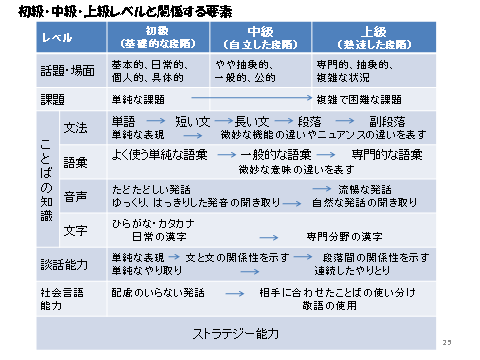 初級・中級・上級レベルと関係する要素
レベル 初級 中級 上級
(基礎的な段階) (自立した段階) (熟達した段階)
話題・場面 基本的、日常的、 やや抽象的、 専門的、抽象的、
個人的、具体的 一般的、公的 複雑な状況
課題 単純な課題 → 複雑で困難な課題
ことばの知識
文法 単語 → 短い文 → 長い文 → 段落 → 副段落
単純な表現 → 微妙な機能の違いやニュアンスの違いを表す
語彙 よく使う単純な語彙 → 一般的な語彙 → 専門的な語彙
微妙な意味の違いを表す
音声 たどたどしい発話 → 流暢な発話
ゆっくり、はっきりした発音の聞き取り → 自然な発話の聞き取り
文字 ひらがな・カタカナ
日常の漢字 → 専門分野の漢字
談話能力 単純な表現 → 文と文の関係性を示す → 段落間の関係性を示す
単純なやり取り → 連続したやりとり
社会言語 配慮のいらない発話 → 相手に合わせたことばの使い分け
能力 敬語の使用
ストラテジー能力
25